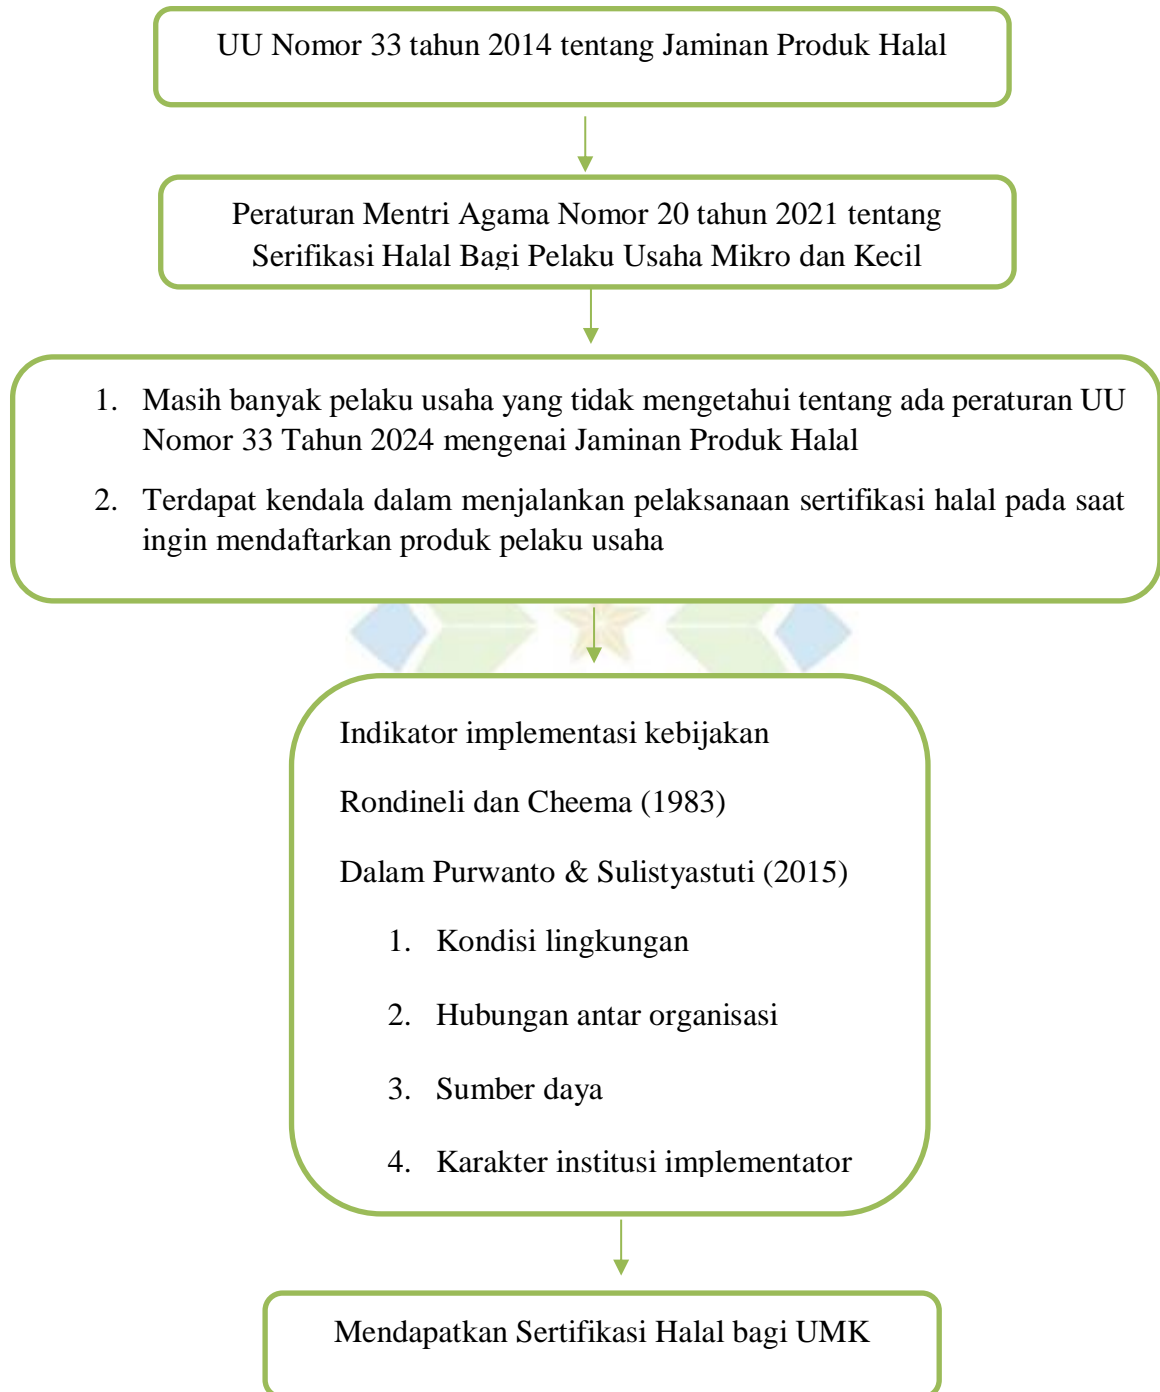 UU Nomor 33 tahun 2014 tentang Jaminan Produk Halal
Peraturan Mentri Agama Nomor 20 tahun 2021 tentang
Serifikasi Halal Bagi Pelaku Usaha Mikro dan Kecil
1. Masih banyak pelaku usaha yang tidak mengetahui tentang ada peraturan UU
Nomor 33 Tahun 2024 mengenai Jaminan Produk Halal
2. Terdapat kendala dalam menjalankan pelaksanaan sertifikasi halal pada saat
ingin mendaftarkan produk pelaku usaha
Indikator implementasi kebijakan
Rondineli dan Cheema (1983)
Dalam Purwanto & Sulistyastuti (2015)
1. Kondisi lingkungan
2. Hubungan antar organisasi
3. Sumber daya
4. Karakter institusi implementator
Mendapatkan Sertifikasi Halal bagi UMK